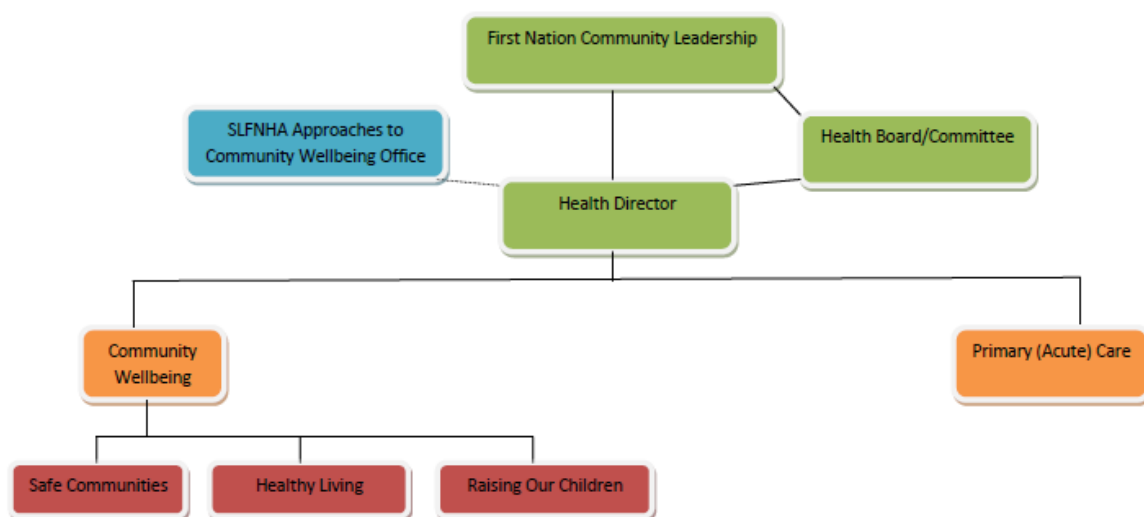 First Nation Community Leadership
SLFNHA Approaches to
Community Wellbeing Office
Health Board/Committee
Health Director
Community
Wellbeing
Primary (Acute) Care
Safe Communities
Healthy Living
Raising Our Children